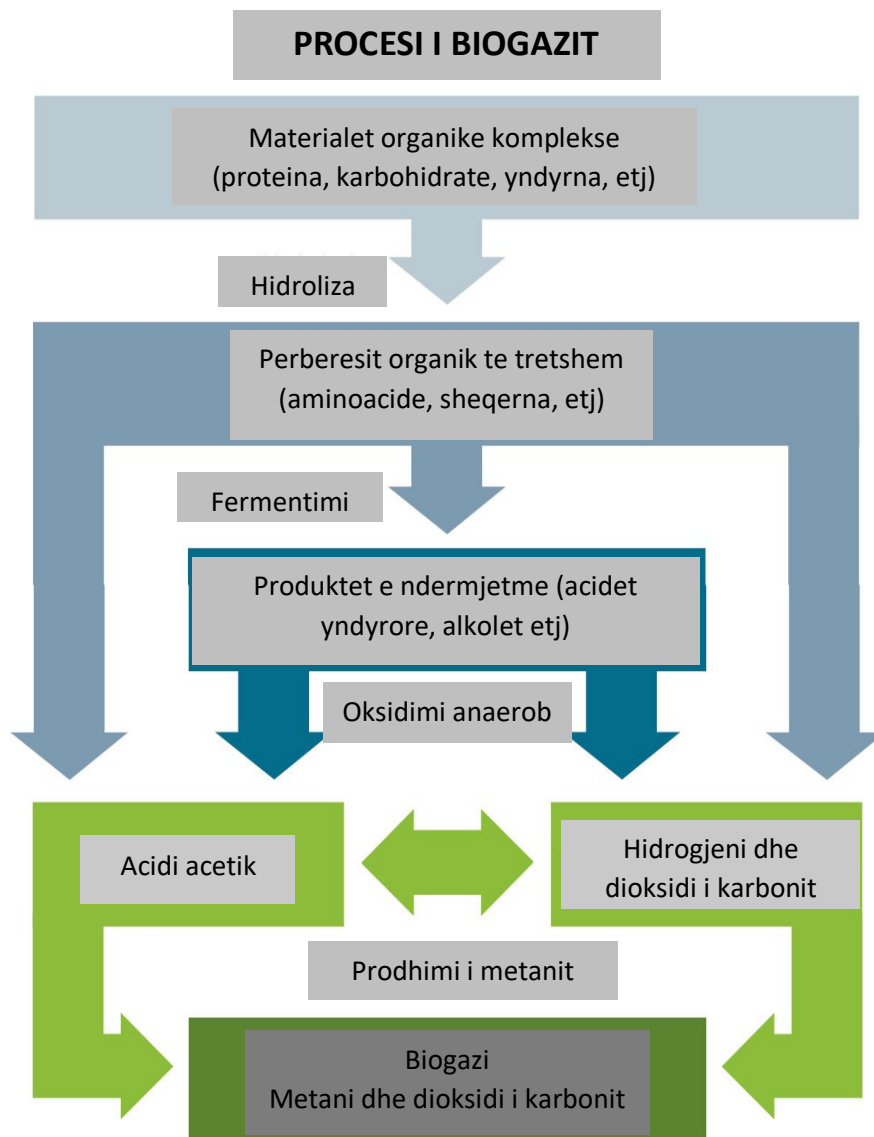 PROCESI I BIOGAZIT
Materialet organike komplekse
(proteina, karbohidrate, yndyrna, etj)
Hidroliza
Perberesit organik te tretshem
(aminoacide, sheqerna, etj)
Fermentimi
Produktet e ndermjetme (acidet
yndyrore, alkolet etj)
Oksidimi anaerob
Acidi acetik
Hidrogjeni dhe
dioksidi i karbonit
Prodhimi i metanit
Biogazi
Metani dhe dioksidi i karbonit